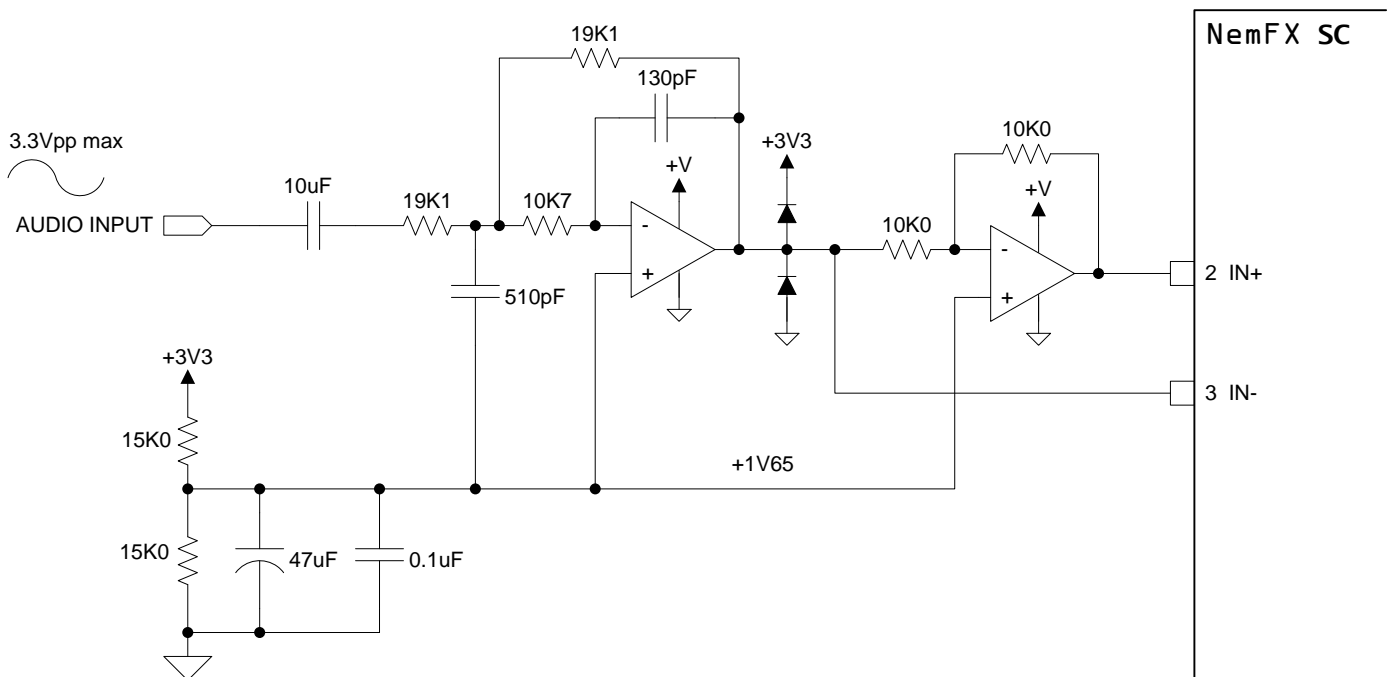 NemFX SC
19K1
130pF
3.3Vpp max
+3V3
10K0
+V
10uF
19K1
10K7
+V
10K0
AUDIO INPUT
-
-
+
510pF
+
2 IN+
+3V3
3 IN-
15K0
+1V65
15K0
47uF
0.1uF